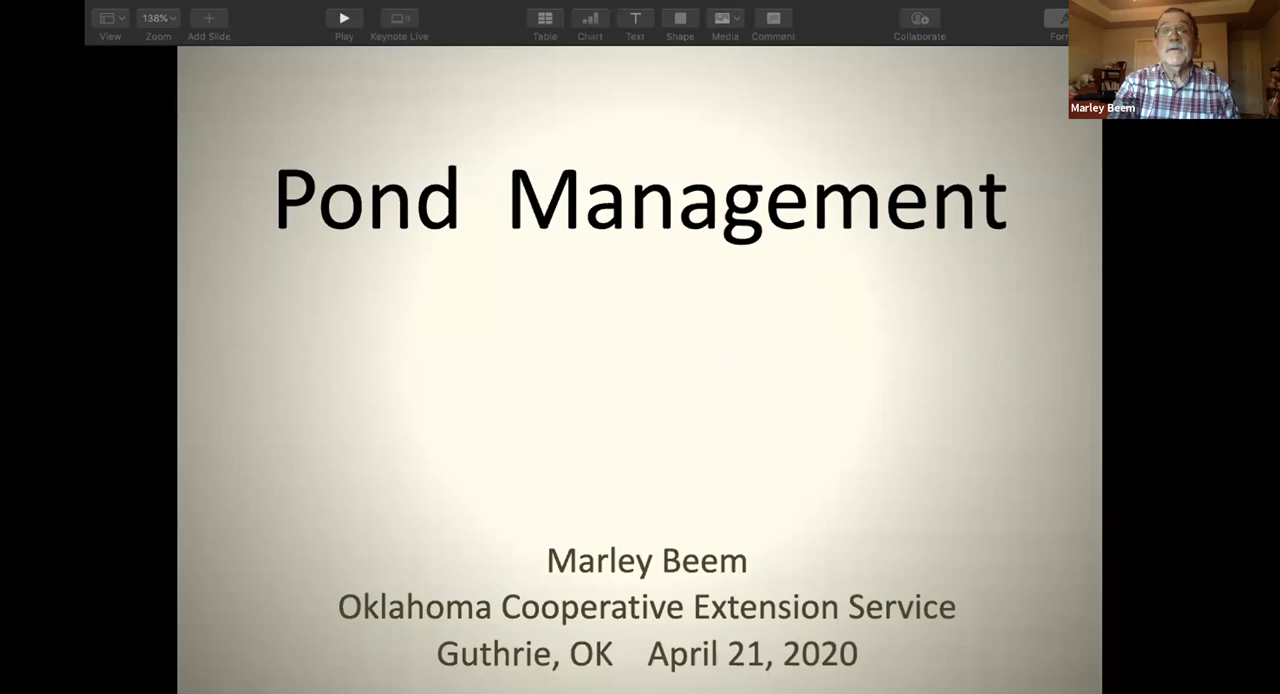 138%
View
Zoom
Add Slide
Play
Keynote Live
Table
Chart
Text
Shape
Media
Comment
Collaborate
Marley Beem
Pond Management
Marley Beem
Oklahoma Cooperative Extension Service
Guthrie, OK April 21, 2020